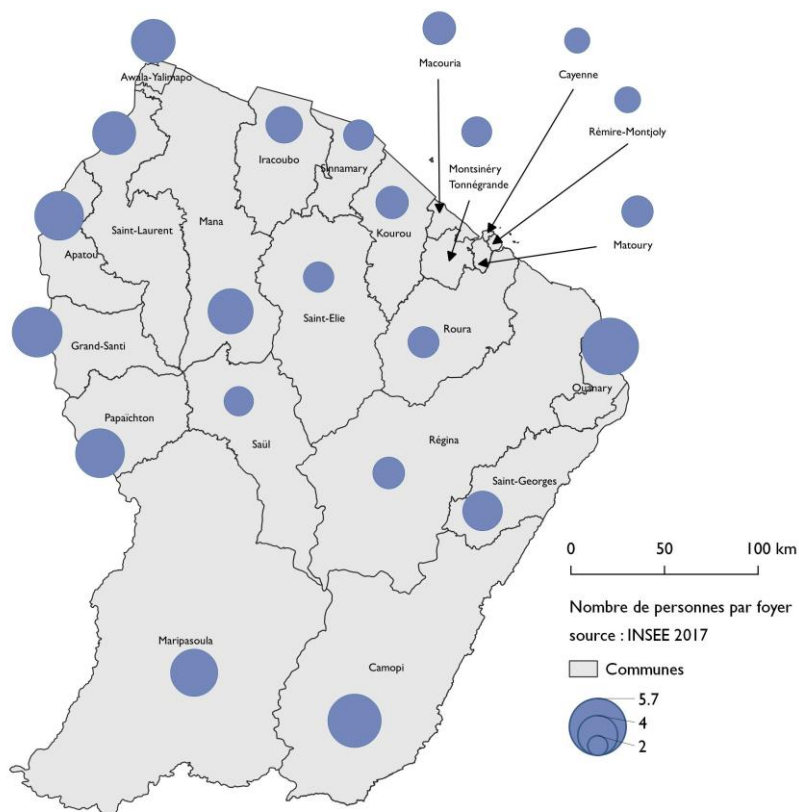 Macouria
Cayenne
Awala-Yalimapo
Rémire-Montjoly
Iracoubo
Sinnamary
Montsinéry
Tonnégrande
Saint-Laurent
Mana
Kourou
Matoury
Apatou
Saint-Elie
Roura
Grand-Santi
Ouanary
Papaïchton
Saül
Régina
Saint-Georges
0 50 100 km
Nombre de personnes par foyer
source : INSEE 2017
Maripasoula
Camopi
Communes
5.7
4
2